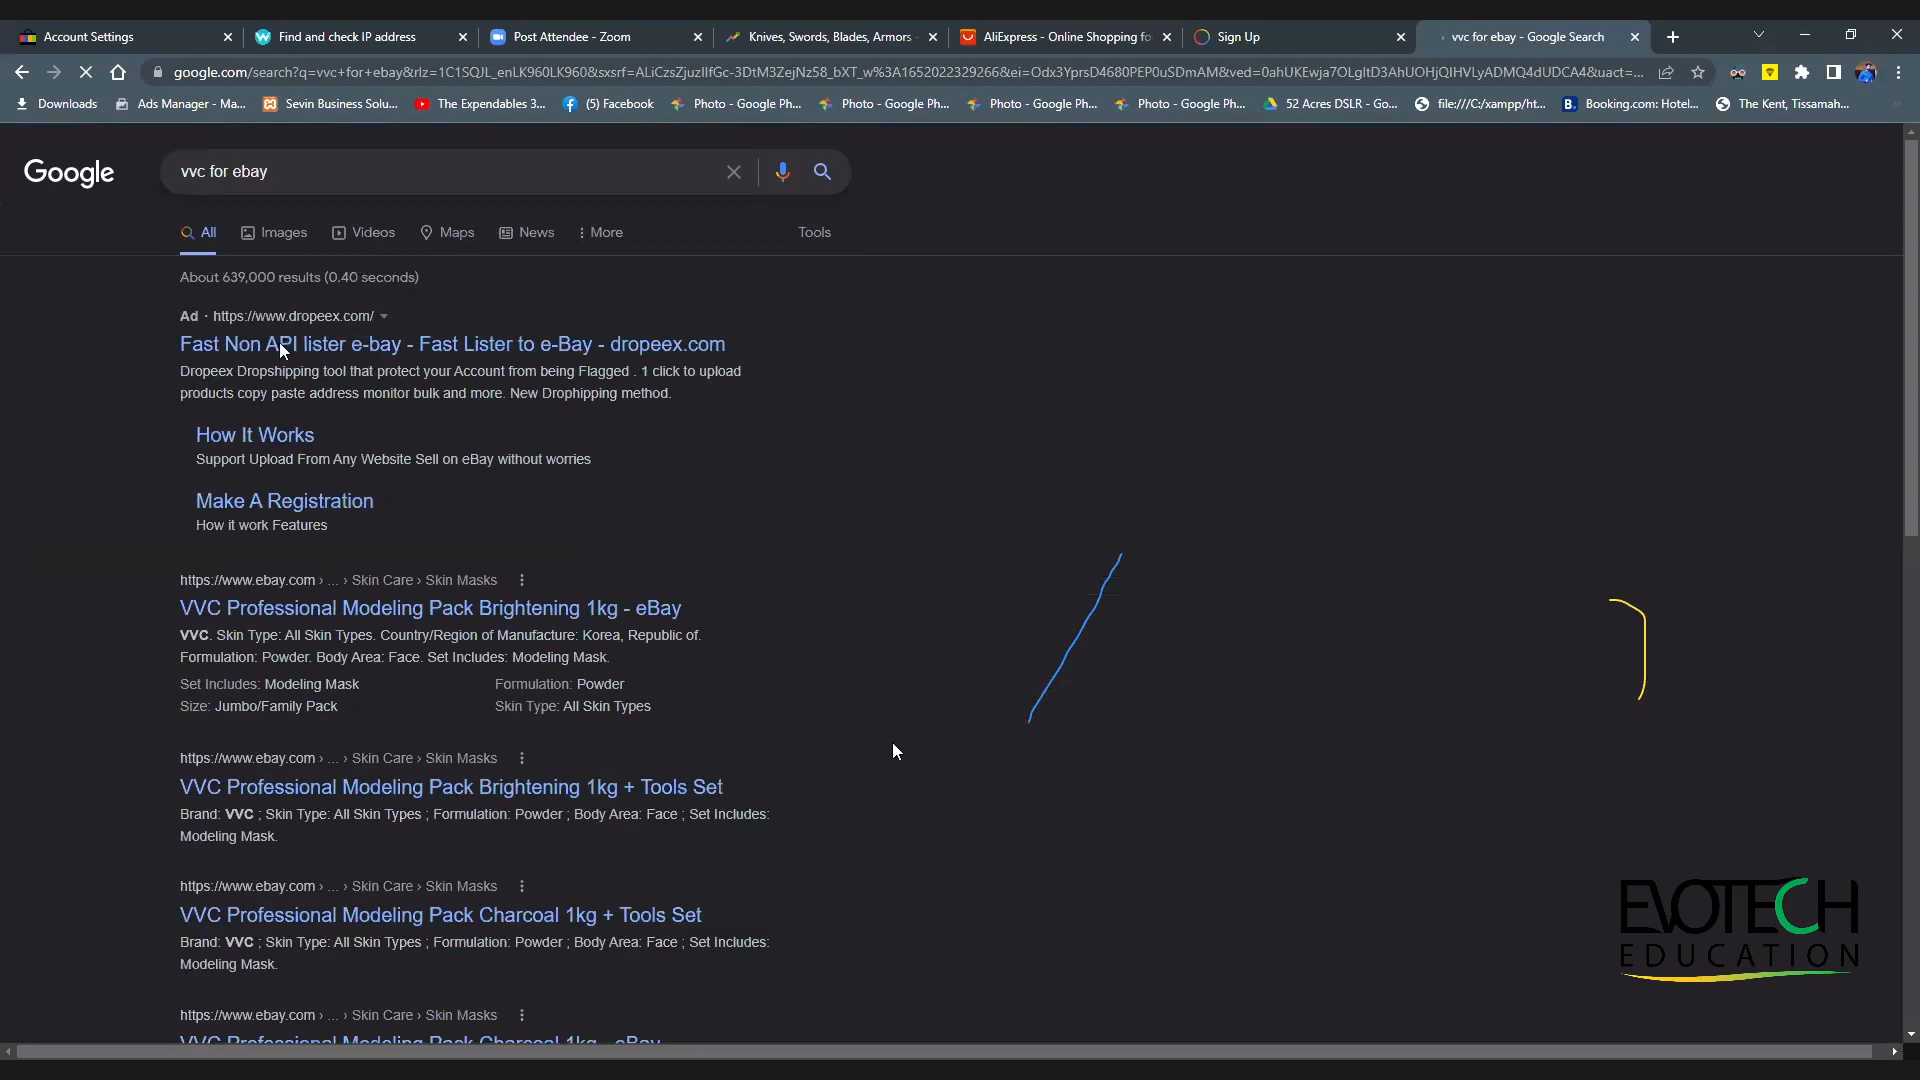 Account Settings
Find and check IP address
Post Attendee - Zoom
Knives, Swords, Blades, Armors -
AliExpress - Online Shopping fo
Sign Up
vvc for ebay - Google Search
google.com/search?q=vvc+for+ebay&rlz=1C1SQJL_enLK960LK960&sxsrf=ALiCzsZjuzIlfGc-3DtM3ZejNz58_bXT_w%3A1652022329266&ei=Odx3YprsD4680PEP0uSDmAM&ved=0ahUKEwja7OLgltD3AhUOHjQIHVLyADMQ4dUDCA4&uact=...
Downloads
Ads Manager - Ma...
Sevin Business Solu...
The Expendables 3...
(5) Facebook
Photo - Google Ph...
Photo - Google Ph...
Photo - Google Ph...
Photo - Google Ph...
52 Acres DSLR - Go...
file:///C:/xampp/ht...
Booking.com: Hotel...
The Kent, Tissamah...
Google
vvc for ebay
All
Images
Videos
Maps
News
More
Tools
About 639,000 results (0.40 seconds)
Ad · https://www.dropeex.com/
Fast Non API lister e-bay - Fast Lister to e-Bay - dropeex.com
Dropeex Dropshipping tool that protect your Account from being Flagged . 1 click to upload
products copy paste address monitor bulk and more. New Drophipping method.
How It Works
Support Upload From Any Website Sell on eBay without worries
Make A Registration
How it work Features
https://www.ebay.com › ... › Skin Care › Skin Masks
VVC Professional Modeling Pack Brightening 1kg - eBay
VVC. Skin Type: All Skin Types. Country/Region of Manufacture: Korea, Republic of.
Formulation: Powder. Body Area: Face. Set Includes: Modeling Mask.
Set Includes: Modeling Mask
Formulation: Powder
Size: Jumbo/Family Pack
Skin Type: All Skin Types
https://www.ebay.com › ... › Skin Care › Skin Masks
VVC Professional Modeling Pack Brightening 1kg + Tools Set
Brand: VVC ; Skin Type: All Skin Types ; Formulation: Powder ; Body Area: Face ; Set Includes:
Modeling Mask.
https://www.ebay.com › ... › Skin Care › Skin Masks
VVC Professional Modeling Pack Charcoal 1kg + Tools Set
Brand: VVC ; Skin Type: All Skin Types ; Formulation: Powder ; Body Area: Face ; Set Includes:
Modeling Mask.
https://www.ebay.com › ... › Skin Care › Skin Masks
VVC Professional Modeling Pack Charcoal 1kg - eBay
EVOTECH
EDUCATION